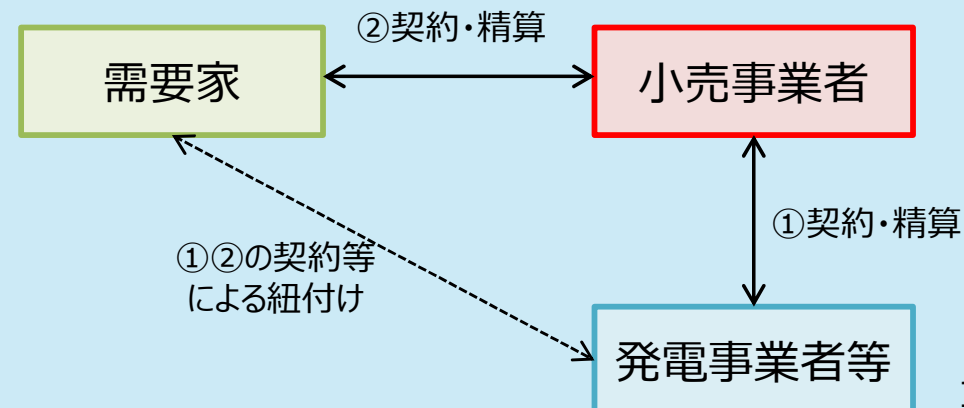 ②契約・精算
需要家
小売事業者
①契約・精算
①②の契約等
による紐付け
発電事業者等